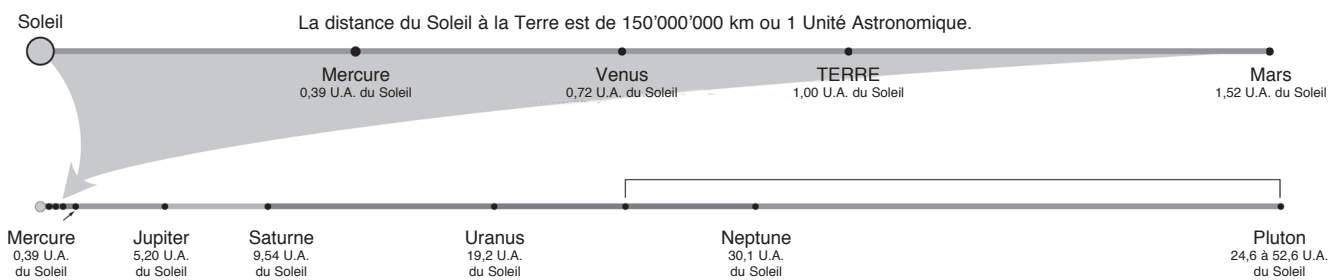 Soleil
La distance du Soleil à la Terre est de 150'000'000 km ou 1 Unité Astronomique.
Mercure
0,39 U.A. du Soleil
Venus
0,72 U.A. du Soleil
TERRE
1,00 U.A. du Soleil
Mars
1,52 U.A. du Soleil
Mercure
0,39 U.A.
du Soleil
Jupiter
5,20 U.A.
du Soleil
Saturne
9,54 U.A.
du Soleil
Uranus
19,2 U.A.
du Soleil
Neptune
30,1 U.A.
du Soleil
Pluton
24,6 à 52,6 U.A.
du Soleil